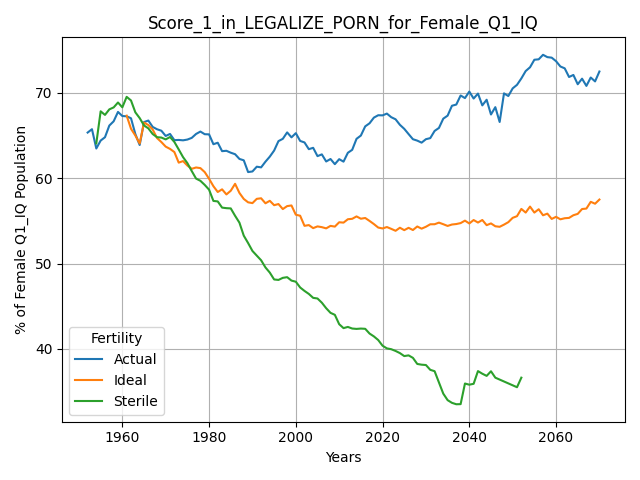 Score_1_in_LEGALIZE_PORN_for_Female_Q1_IQ
% of Female Q1_IQ Population
70
60
50
40
Fertility
Actual
Ideal
Sterile
1960 1980 2000 2020 2040 2060
Years